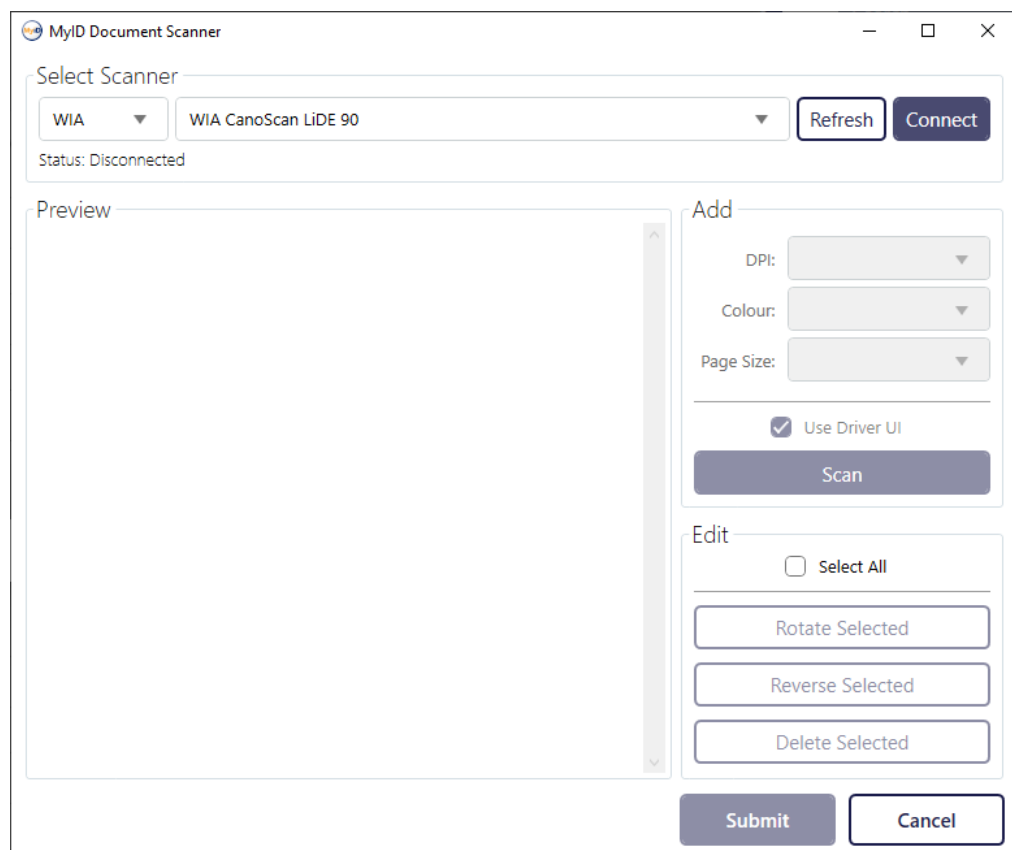 MyID Document Scanner
Select Scanner
WIA WIA CanoScan LiDE 90 Refresh Connect
Status: Disconnected
Preview
Add
DPI:
Colour:
Page Size:
Use Driver UI
Scan
Edit
Select All
Rotate Selected
Reverse Selected
Delete Selected
Submit Cancel